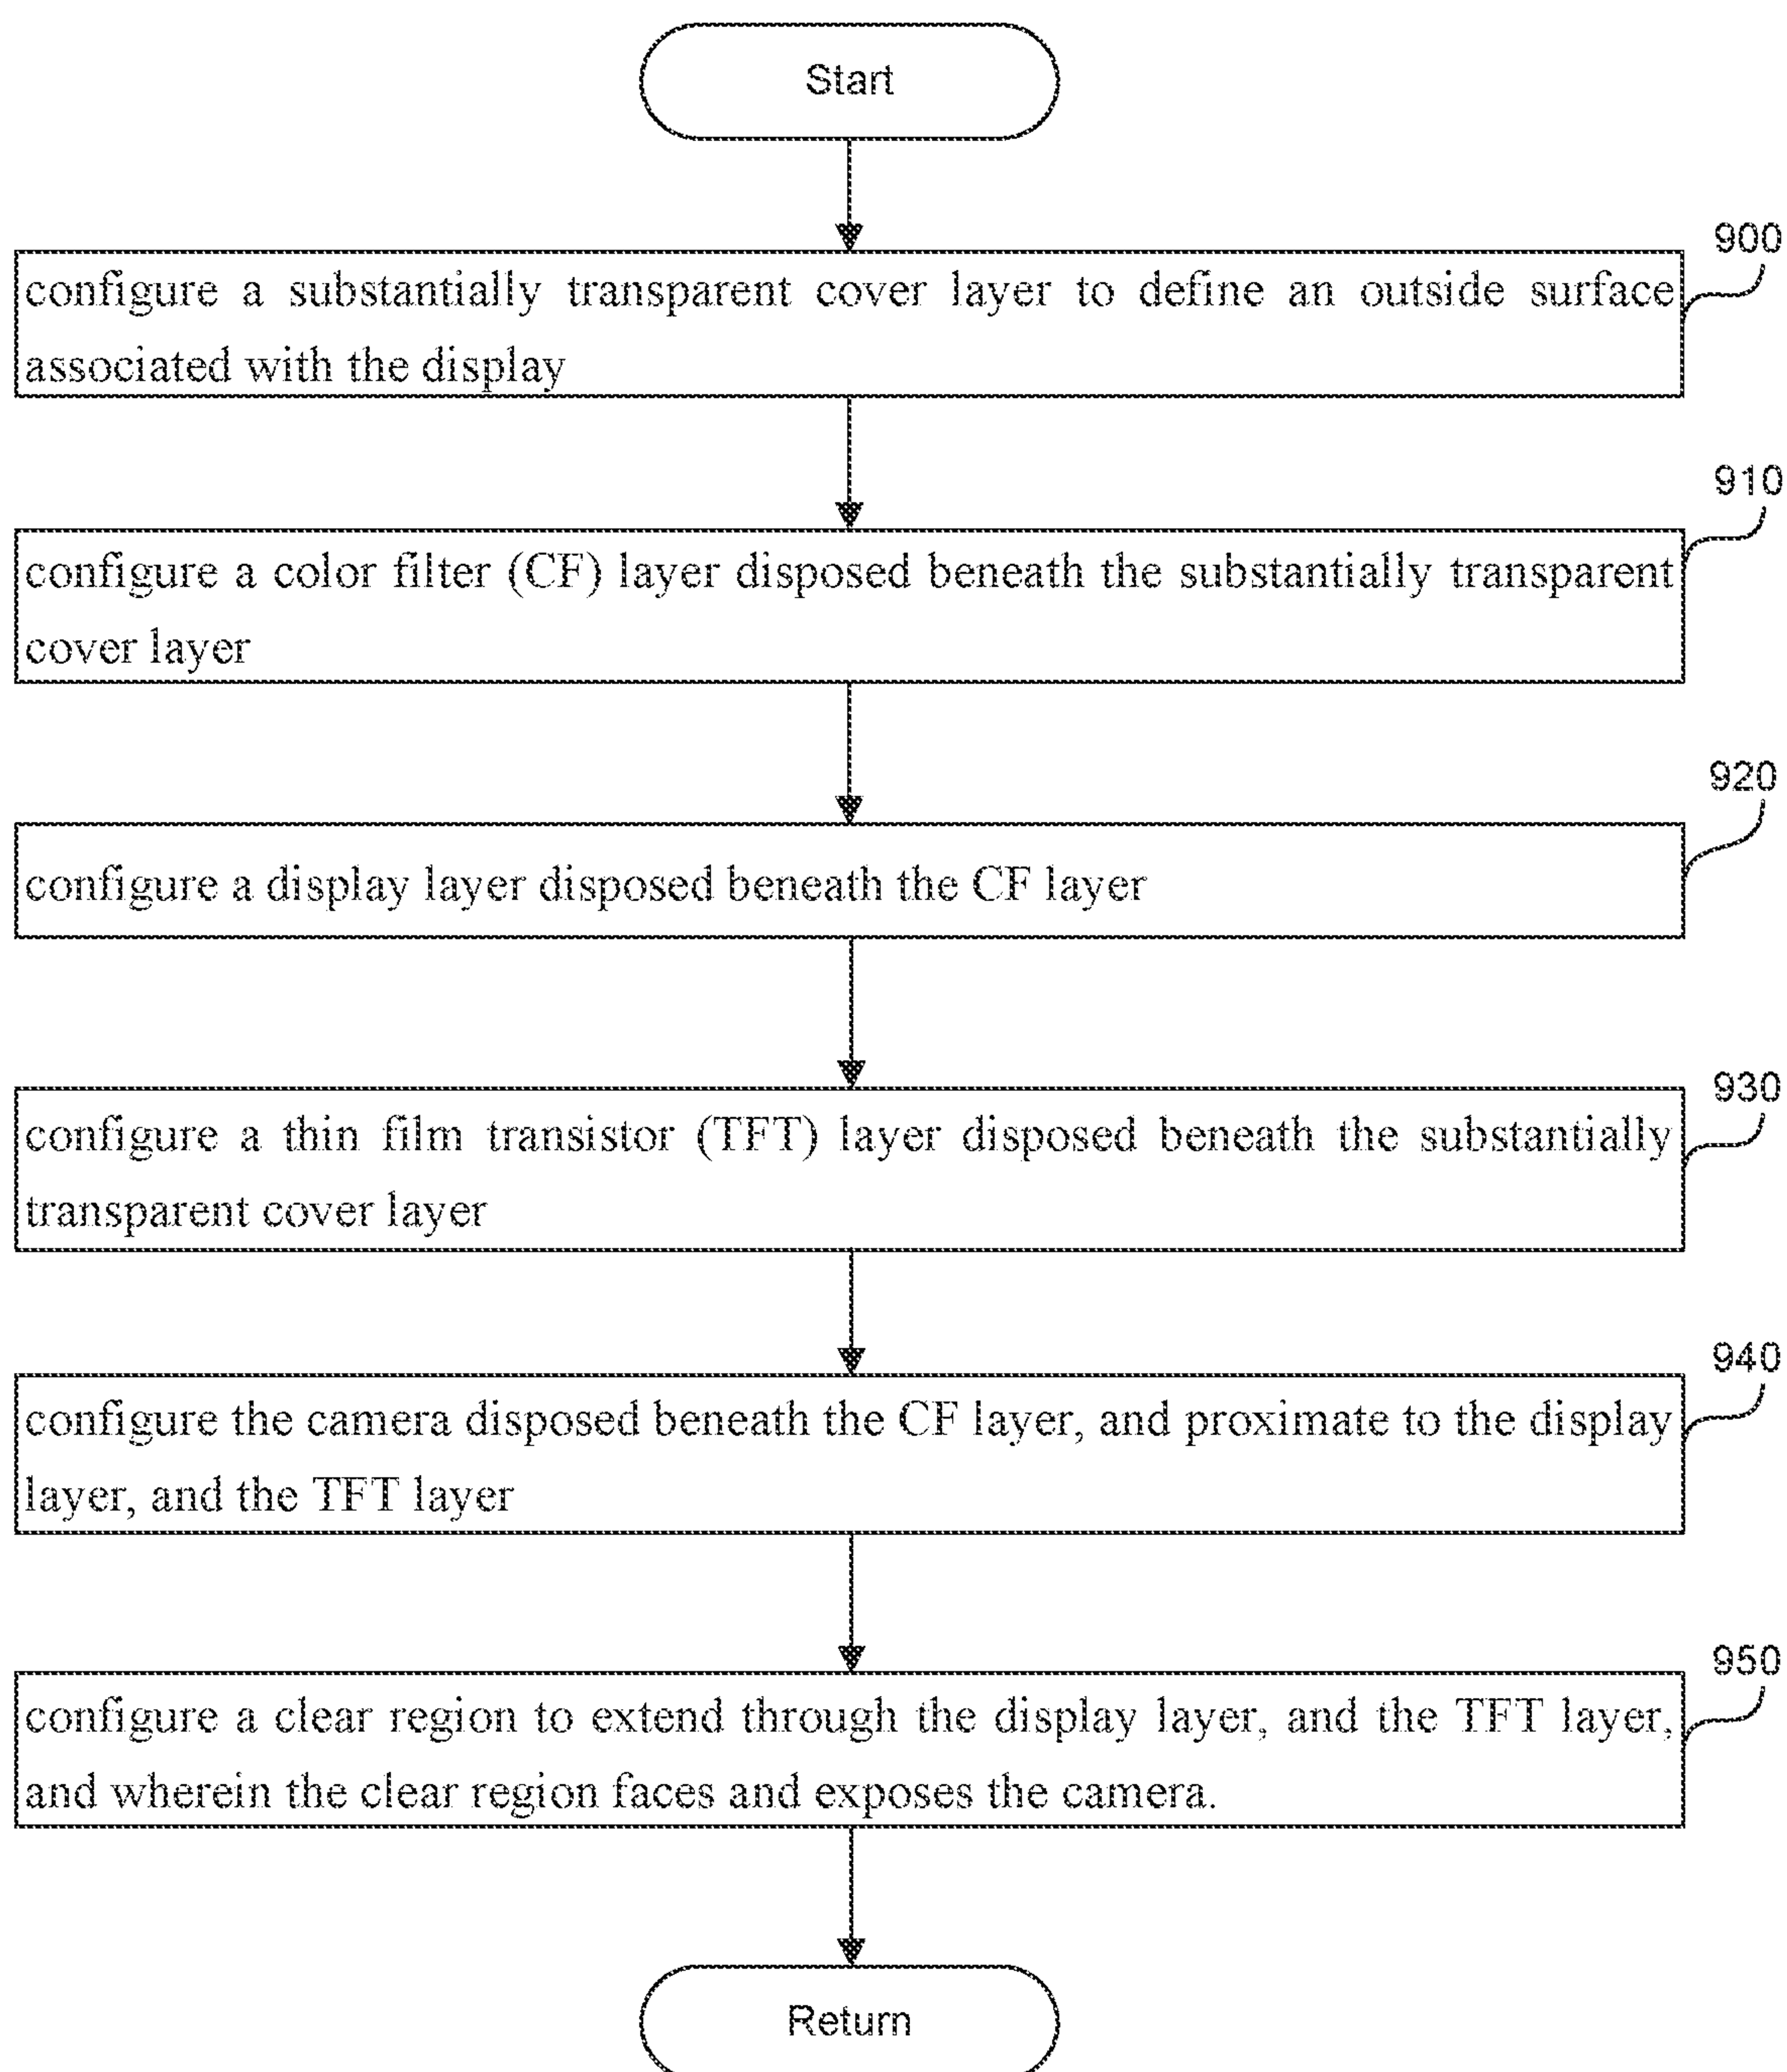 Start
900
configure a substantially transparent cover layer to define an outside surface
associated with the display
910
configure a color filter (CF) layer disposed beneath the substantially transparent
cover layer
920
configure a display layer disposed beneath the CF layer
930
configure a thin film transistor (TFT) layer disposed beneath the substantially
transparent cover layer
940
configure the camera disposed beneath the CF layer, and proximate to the display
layer, and the TFT layer
950
configure a clear region to extend through the display layer, and the TFT layer,
and wherein the clear region faces and exposes the camera.
Return